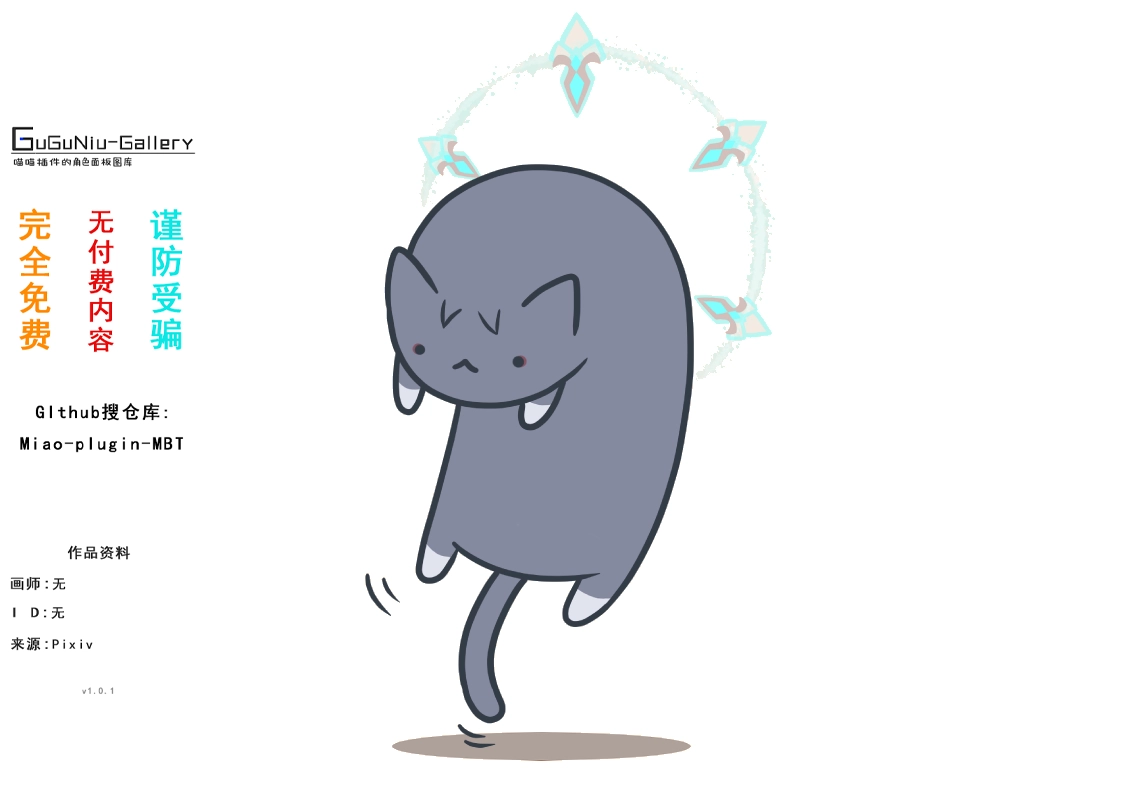 GuGuNiu-Gallery
喵喵插件的角色面板图库
完全免费
无付费内容
谨防受骗
GIthub搜仓库:
Miao-plugin-MBT
作品资料
画师:无
I D:无
来源:Pixiv
v1.0.1